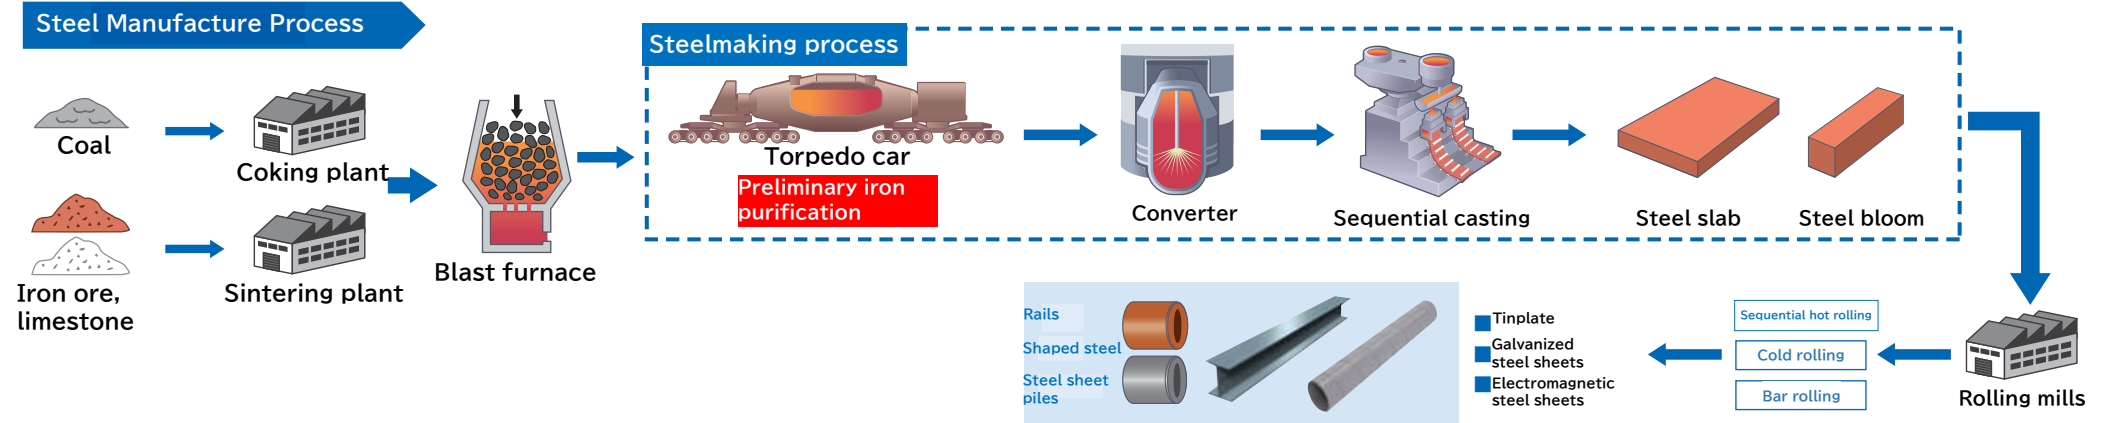 Steel Manufacture Process
Coal
Coking plant
Iron ore,
limestone
Sintering plant
Blast furnace
Steelmaking process
Torpedo car
Preliminary iron
purification
Converter
Sequential casting
Steel slab
Steel bloom
Rolling mills
Sequential hot rolling
Cold rolling
Bar rolling
Tinplate
Galvanized
steel sheets
Electromagnetic
steel sheets
Rails
Shaped steel
Steel sheet
piles